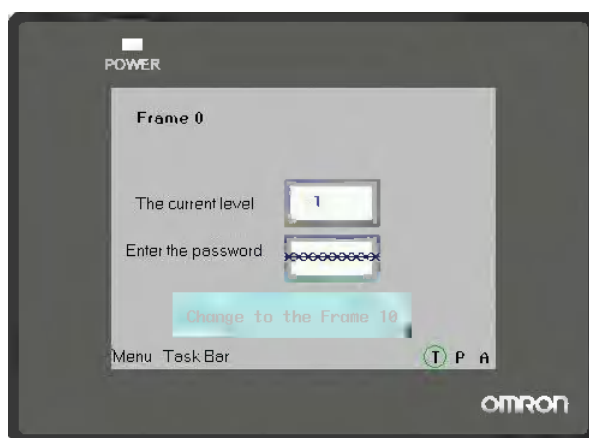 POWER
Frame 0
The current level 1
Enter the password
Change to the Frame 10
Menu Task Bar T P A
OMRON